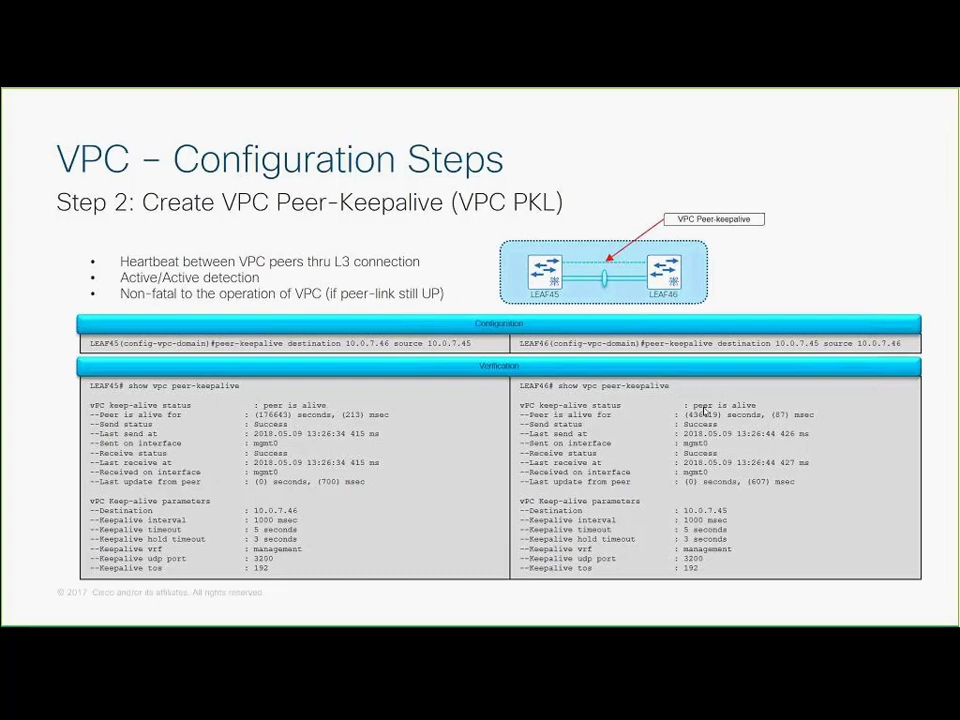 VPC – Configuration Steps
Step 2: Create VPC Peer-Keepalive (VPC PKL)
VPC Peer-keepalive
• Heartbeat between VPC peers thru L3 connection
• Active/Active detection
• Non-fatal to the operation of VPC (if peer-link still UP)
LEAF45
LEAF46
Configuration
LEAF45(config-vpc-domain)#peer-keepalive destination 10.0.7.46 source 10.0.7.45
LEAF46(config-vpc-domain)#peer-keepalive destination 10.0.7.45 source 10.0.7.46
Verification
LEAF45# show vpc peer-keepalive
vPC keep-alive status : peer is alive
--Peer is alive for : (176643) seconds, (213) msec
--Send status : Success
--Last send at : 2018.05.09 13:26:34 415 ms
--Sent on interface : mgmt0
--Receive status : Success
--Last receive at : 2018.05.09 13:26:34 415 ms
--Received on interface : mgmt0
--Last update from peer : (0) seconds, (700) msec
vPC Keep-alive parameters
--Destination : 10.0.7.46
--Keepalive interval : 1000 msec
--Keepalive timeout : 5 seconds
--Keepalive hold timeout : 3 seconds
--Keepalive vrf : management
--Keepalive udp port : 3200
--Keepalive tos : 192
LEAF46# show vpc peer-keepalive
vPC keep-alive status : peer is alive
--Peer is alive for : seconds, (87) msec
--Send status : Success
--Last send at : 2018.05.09 13:26:44 426 ms
--Sent on interface : mgmt0
--Receive status : Success
--Last receive at : 2018.05.09 13:26:44 427 ms
--Received on interface : mgmt0
--Last update from peer : (0) seconds, (607) msec
vPC Keep-alive parameters
--Destination : 10.0.7.45
--Keepalive interval : 1000 msec
--Keepalive timeout : 5 seconds
--Keepalive hold timeout : 3 seconds
--Keepalive vrf : management
--Keepalive udp port : 3200
--Keepalive tos : 192
© 2017 Cisco and/or its affiliates. All rights reserved